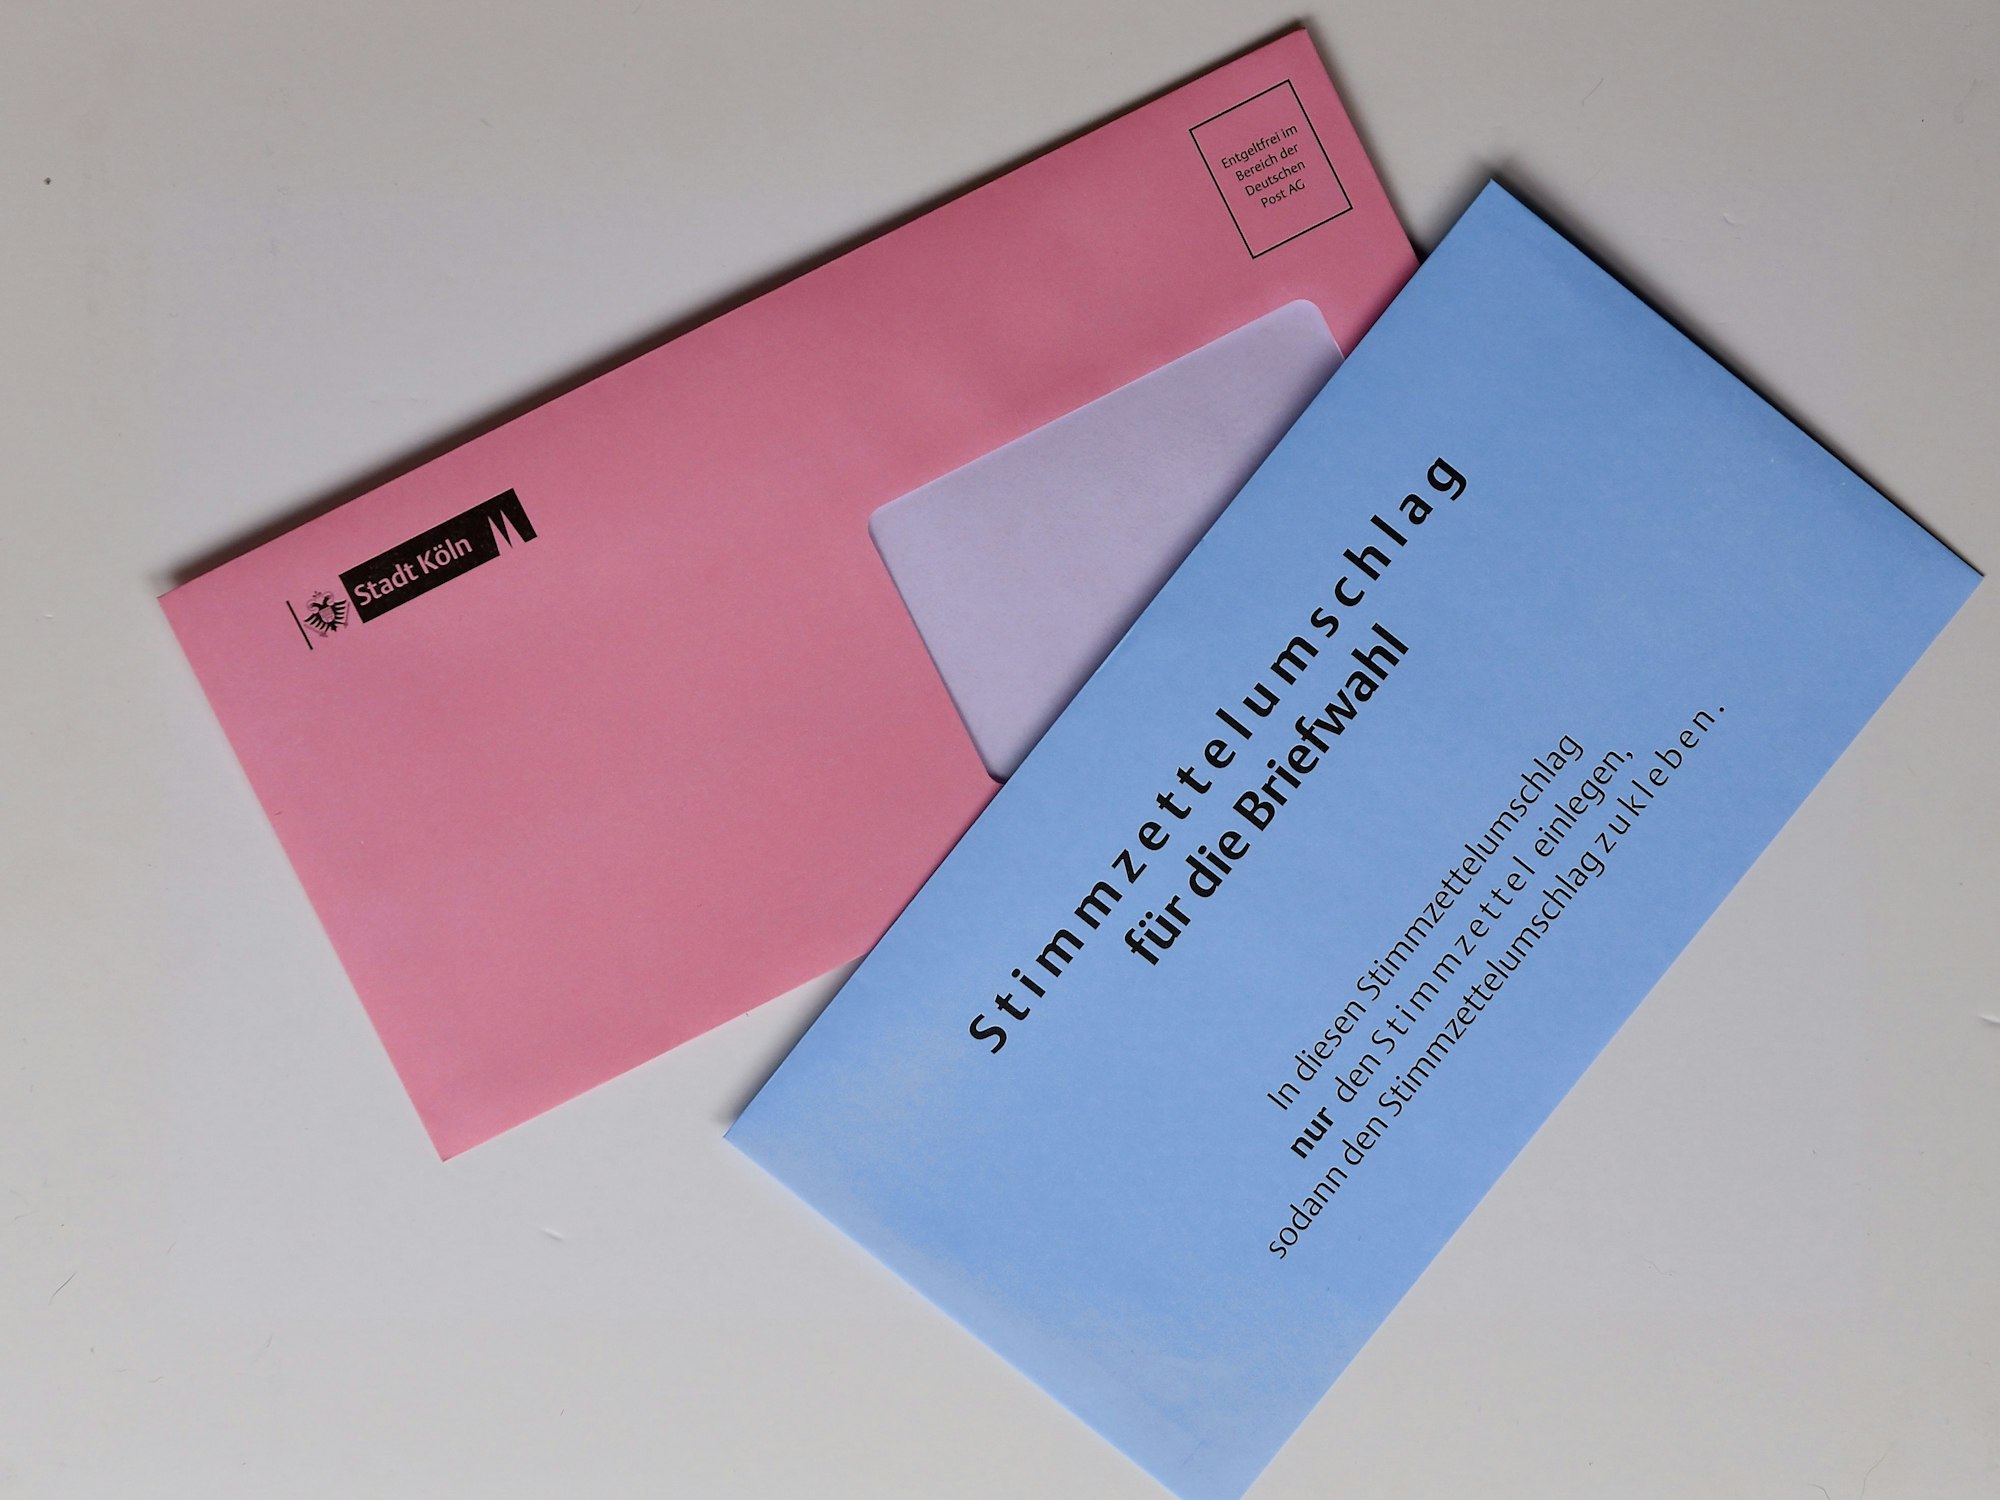 Entgeltfrei im
Bereich der
Deutschen
Post AG
Stadt Köln
Stimmzettelumschlag
für die Briefwahl
In diesen Stimmzettelumschlag
nur den Stimmzettel einlegen,
sodann den Stimmzettelumschlag zukleben.